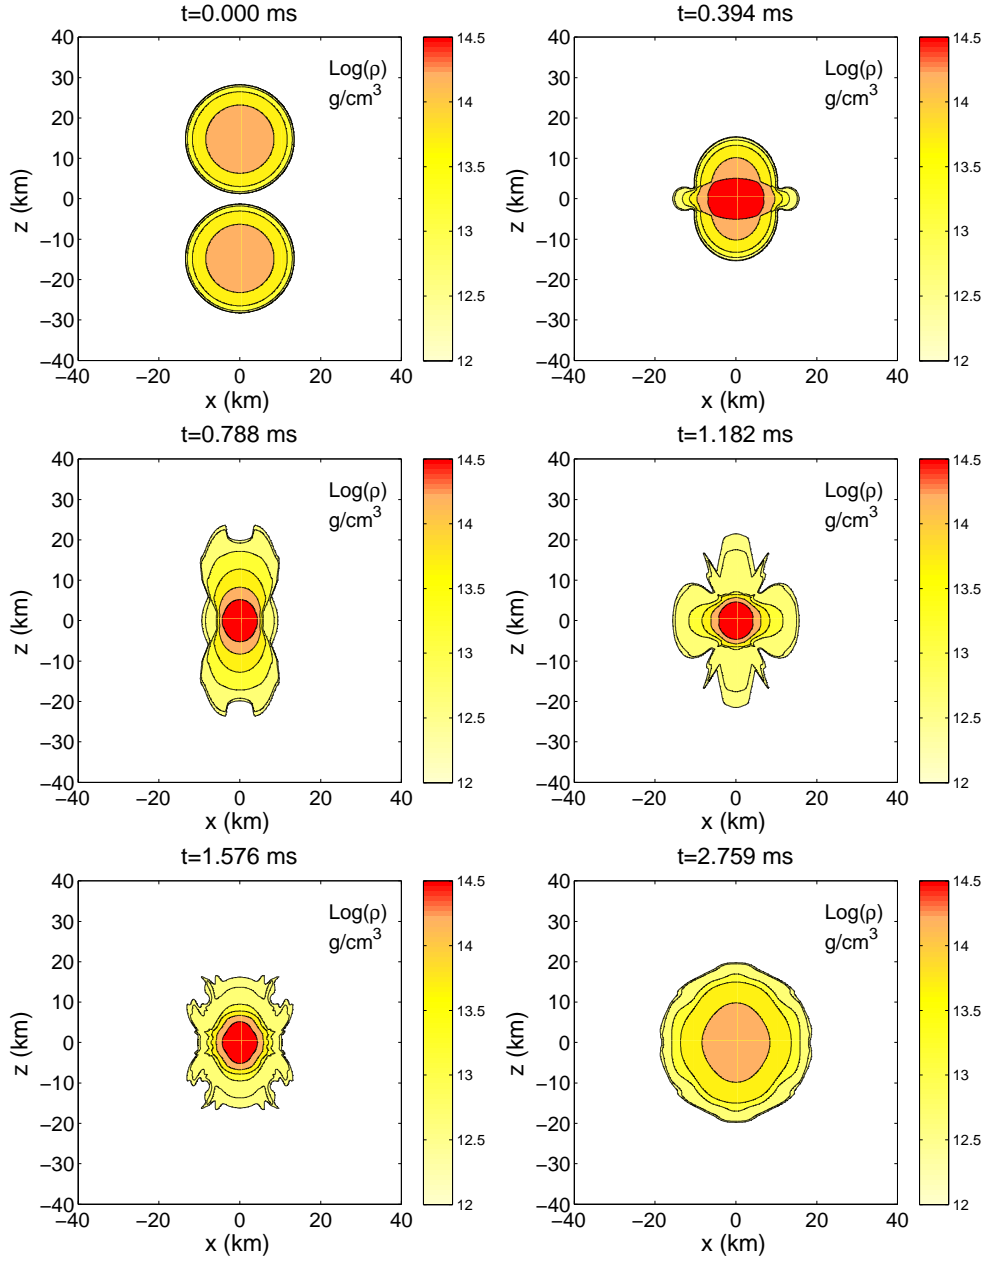 t=0.000 ms
40
30
20
10
0
−10
−20
−30
−40
z (km)
−40 −20 0 20 40
x (km)
Log(ρ)
g/cm³
14.5
14
13.5
13
12.5
12
t=0.394 ms
40
30
20
10
0
−10
−20
−30
−40
z (km)
−40 −20 0 20 40
x (km)
Log(ρ)
g/cm³
14.5
14
13.5
13
12.5
12
t=0.788 ms
40
30
20
10
0
−10
−20
−30
−40
z (km)
−40 −20 0 20 40
x (km)
Log(ρ)
g/cm³
14.5
14
13.5
13
12.5
12
t=1.182 ms
40
30
20
10
0
−10
−20
−30
−40
z (km)
−40 −20 0 20 40
x (km)
Log(ρ)
g/cm³
14.5
14
13.5
13
12.5
12
t=1.576 ms
40
30
20
10
0
−10
−20
−30
−40
z (km)
−40 −20 0 20 40
x (km)
Log(ρ)
g/cm³
14.5
14
13.5
13
12.5
12
t=2.759 ms
40
30
20
10
0
−10
−20
−30
−40
z (km)
−40 −20 0 20 40
x (km)
Log(ρ)
g/cm³
14.5
14
13.5
13
12.5
12